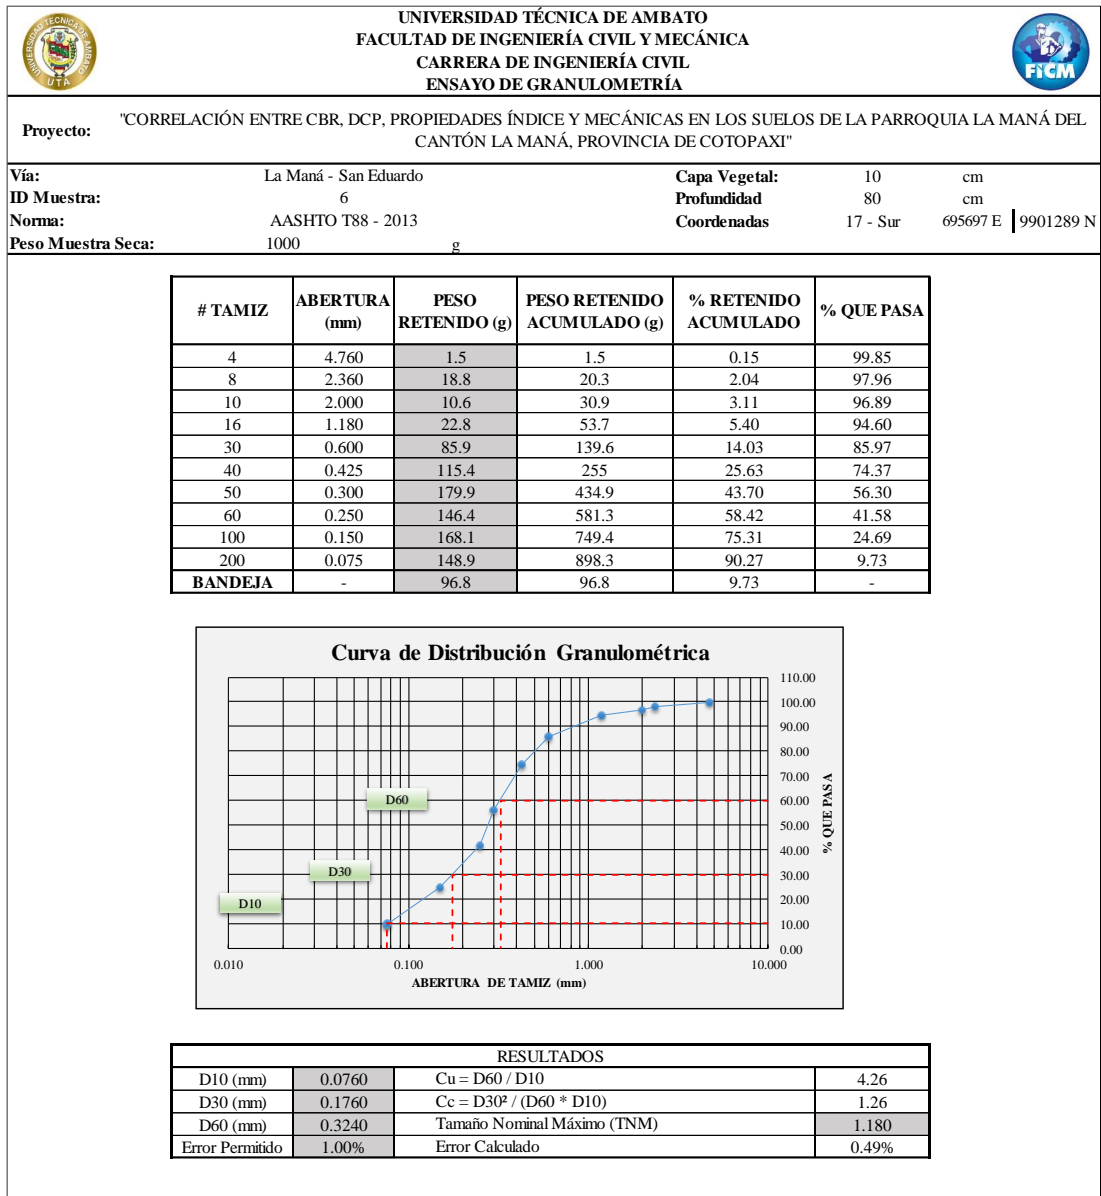 UNIVERSIDAD TÉCNICA DE AMBATO
FACULTAD DE INGENIERÍA CIVIL Y MECÁNICA
CARRERA DE INGENIERÍA CIVIL
ENSAYO DE GRANULOMETRÍA
UNIVERSIDAD TECNICA DE AMBATO
UTA
FICM
Proyecto: "CORRELACIÓN ENTRE CBR, DCP, PROPIEDADES ÍNDICE Y MECÁNICAS EN LOS SUELOS DE LA PARROQUIA LA MANÁ DEL
CANTÓN LA MANÁ, PROVINCIA DE COTOPAXI"
Vía: La Maná - San Eduardo Capa Vegetal: 10 cm
ID Muestra: 6 Profundidad 80 cm
Norma: AASHTO T88 - 2013 Coordenadas 17 - Sur 695697 E 9901289 N
Peso Muestra Seca: 1000 g
# TAMIZ ABERTURA (mm) PESO RETENIDO (g) PESO RETENIDO ACUMULADO (g) % RETENIDO ACUMULADO % QUE PASA
4 4.760 1.5 1.5 0.15 99.85
8 2.360 18.8 20.3 2.04 97.96
10 2.000 10.6 30.9 3.11 96.89
16 1.180 22.8 53.7 5.40 94.60
30 0.600 85.9 139.6 14.03 85.97
40 0.425 115.4 255 25.63 74.37
50 0.300 179.9 434.9 43.70 56.30
60 0.250 146.4 581.3 58.42 41.58
100 0.150 168.1 749.4 75.31 24.69
200 0.075 148.9 898.3 90.27 9.73
BANDEJA - 96.8 96.8 9.73 -
Curva de Distribución Granulométrica
110.00
100.00
90.00
80.00
70.00
60.00
50.00
40.00
30.00
20.00
10.00
0.00
% QUE PASA
D60
D30
D10
0.010 0.100 1.000 10.000
ABERTURA DE TAMIZ (mm)
RESULTADOS
D10 (mm) 0.0760 Cu = D60 / D10 4.26
D30 (mm) 0.1760 Cc = D30² / (D60 * D10) 1.26
D60 (mm) 0.3240 Tamaño Nominal Máximo (TNM) 1.180
Error Permitido 1.00% Error Calculado 0.49%